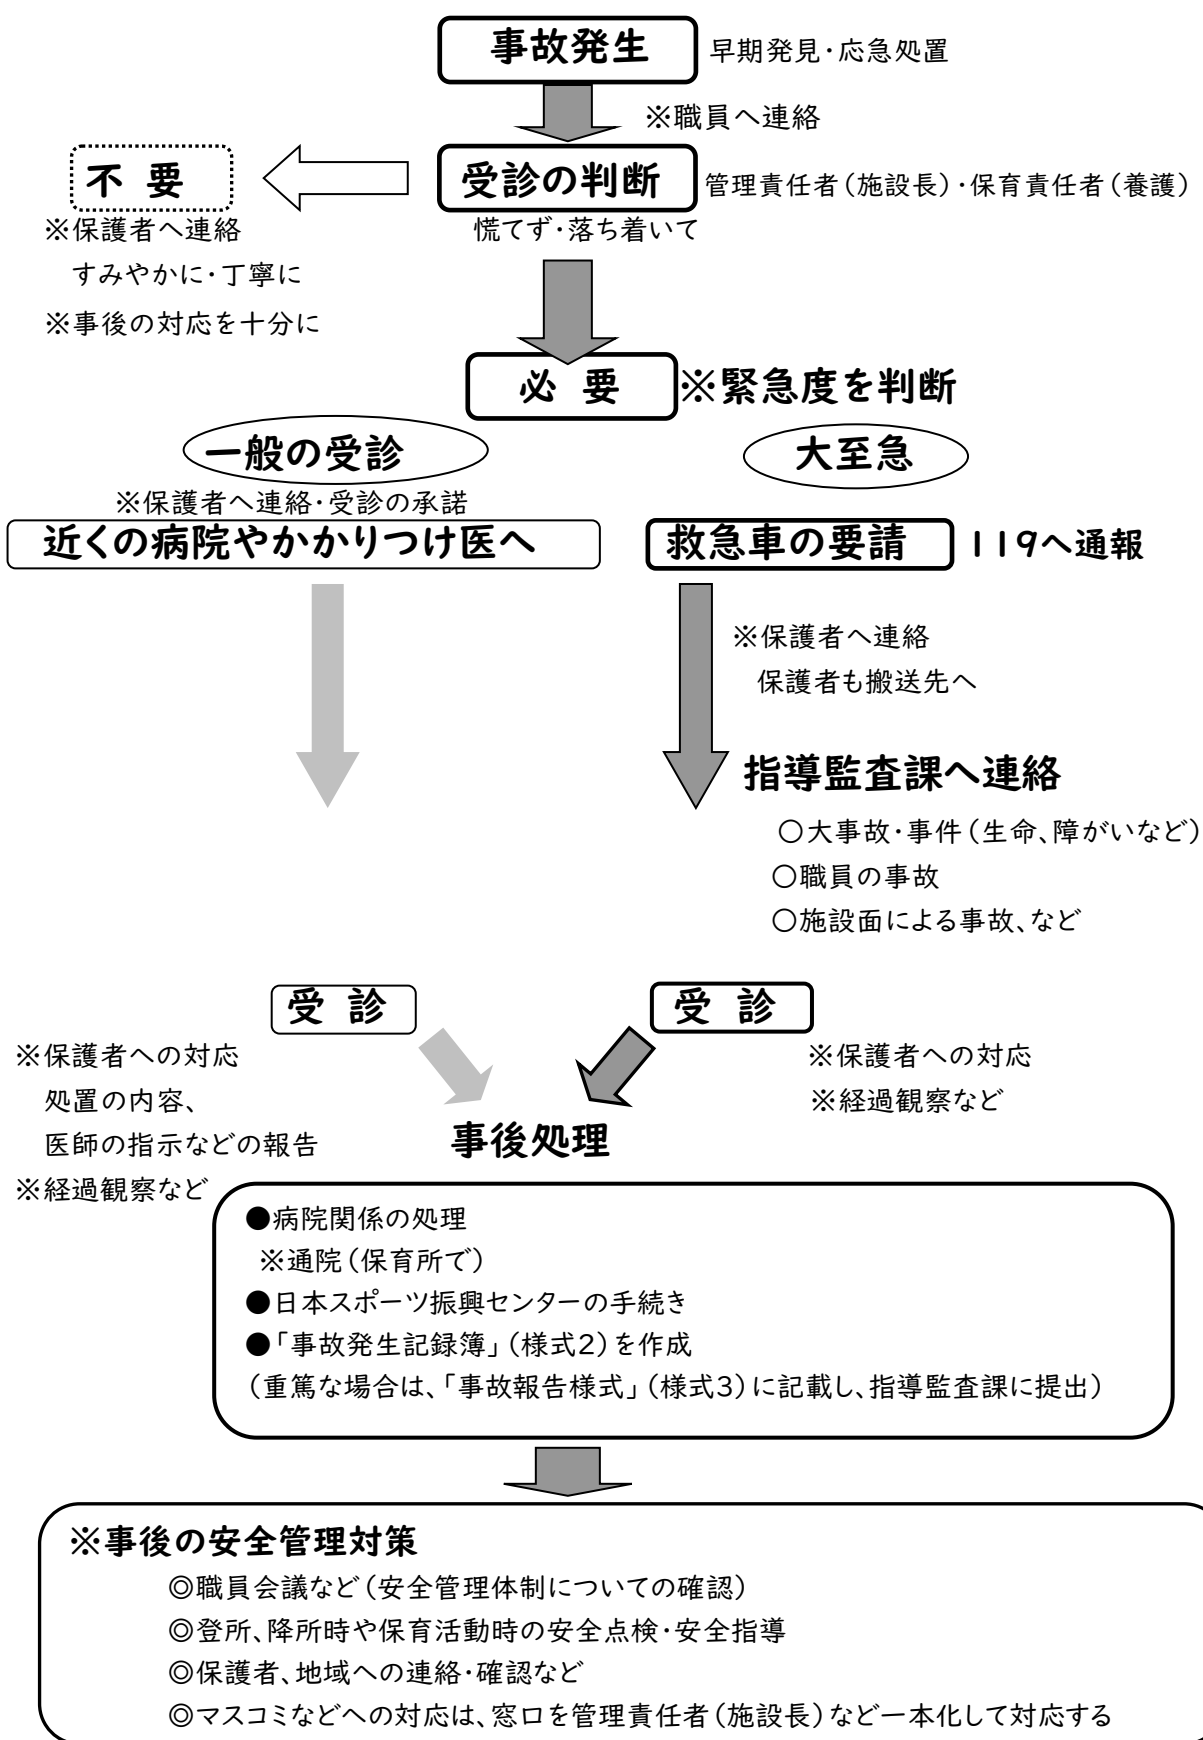 事故発生 早期発見・応急処置
※職員へ連絡
不 要
受診の判断 管理責任者(施設長)・保育責任者(養護)
慌てず・落ち着いて
※保護者へ連絡
すみやかに・丁寧に
※事後の対応を十分に
必 要 ※緊急度を判断
一般の受診
※保護者へ連絡・受診の承諾
近くの病院やかかりつけ医へ
大至急
救急車の要請 119へ通報
※保護者へ連絡
保護者も搬送先へ
指導監査課へ連絡
○大事故・事件(生命、障がいなど)
○職員の事故
○施設面による事故、など
受 診
※保護者への対応
処置の内容、
医師の指示などの報告
※経過観察など
受 診
※保護者への対応
※経過観察など
事後処理
●病院関係の処理
※通院(保育所で)
●日本スポーツ振興センターの手続き
●「事故発生記録簿」(様式2)を作成
(重篤な場合は、「事故報告様式」(様式3)に記載し、指導監査課に提出)
※事後の安全管理対策
◎職員会議など(安全管理体制についての確認)
◎登所、降所時や保育活動時の安全点検・安全指導
◎保護者、地域への連絡・確認など
◎マスコミなどへの対応は、窓口を管理責任者(施設長)など一本化して対応する